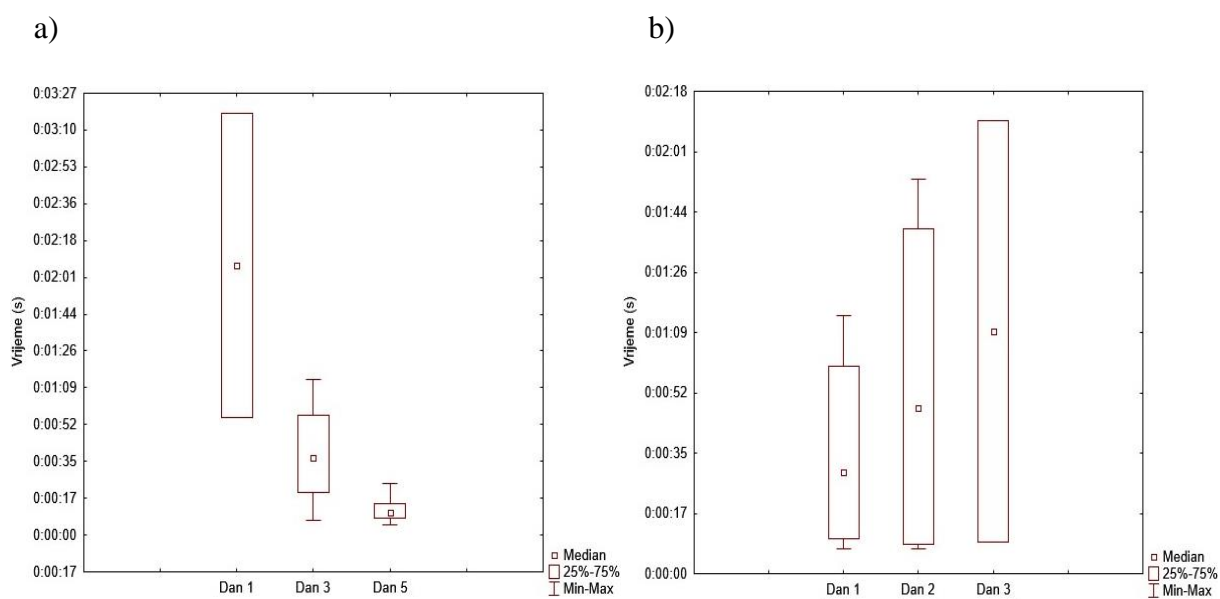 a)
0:03:27
0:03:10
0:02:53
0:02:36
0:02:18
0:02:01
0:01:44
0:01:26
0:01:09
0:00:52
0:00:35
0:00:17
0:00:00
0:00:17
Vrijeme (s)
Dan 1 Dan 3 Dan 5
Median
25%-75%
Min-Max
b)
0:02:18
0:02:01
0:01:44
0:01:26
0:01:09
0:00:52
0:00:35
0:00:17
0:00:00
Vrijeme (s)
Dan 1 Dan 2 Dan 3
Median
25%-75%
Min-Max